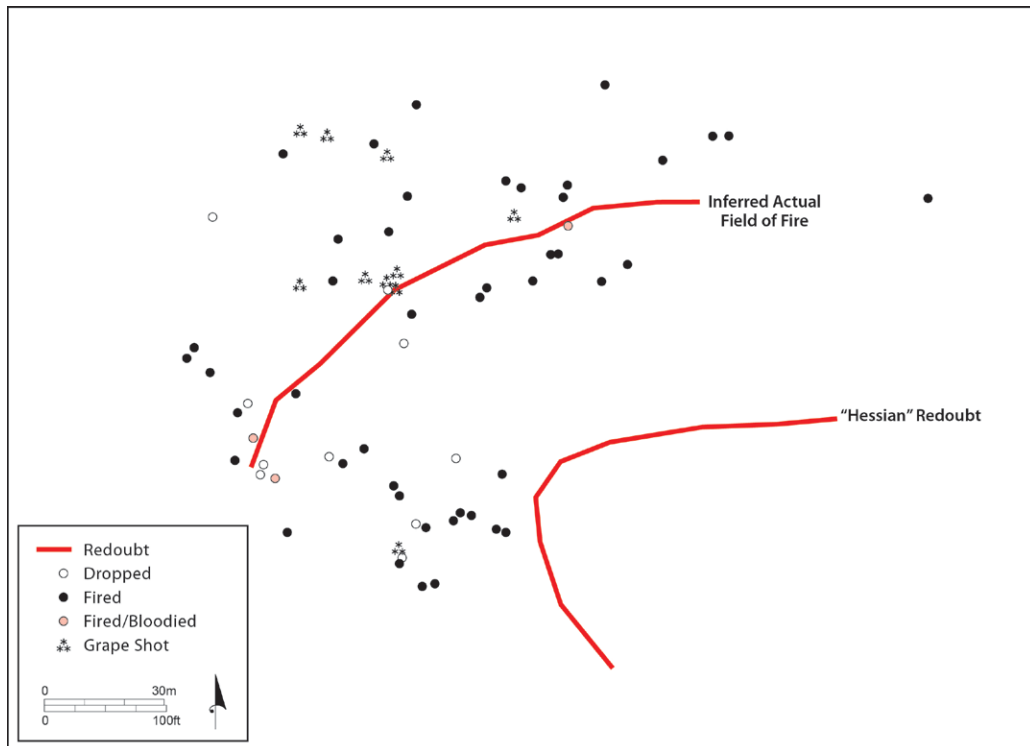 Inferred Actual
Field of Fire
“Hessian” Redoubt
Redoubt
Dropped
Fired
Fired/Bloodied
Grape Shot
0 30m
0 100ft